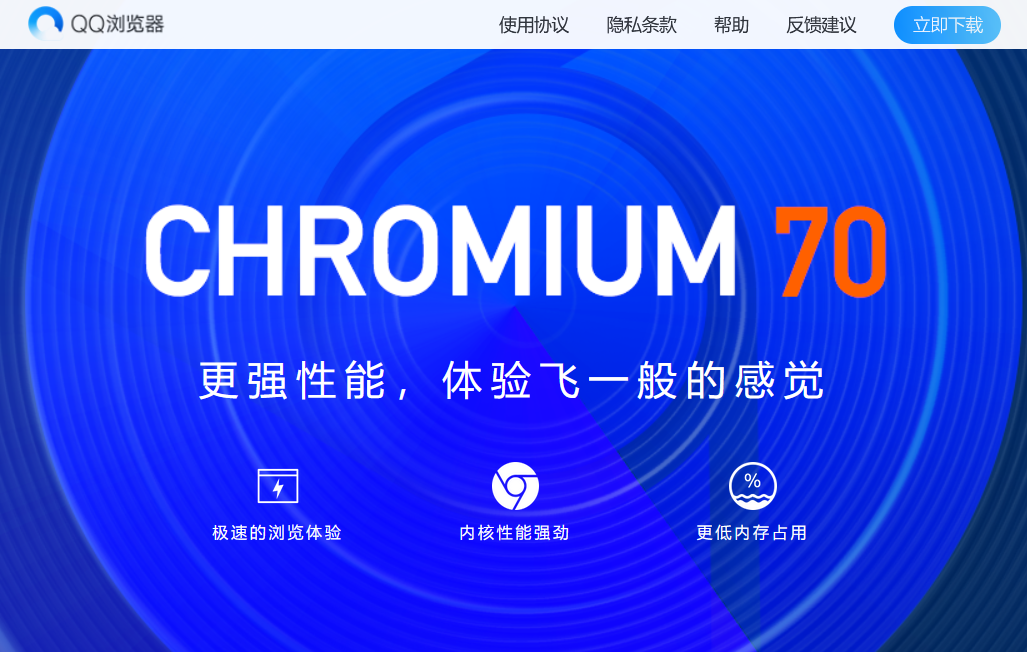 QQ浏览器
使用协议 隐私条款 帮助 反馈建议 立即下载
CHROMIUM 70
更强性能，体验飞一般的感觉
%
极速的浏览体验 内核性能强劲 更低内存占用